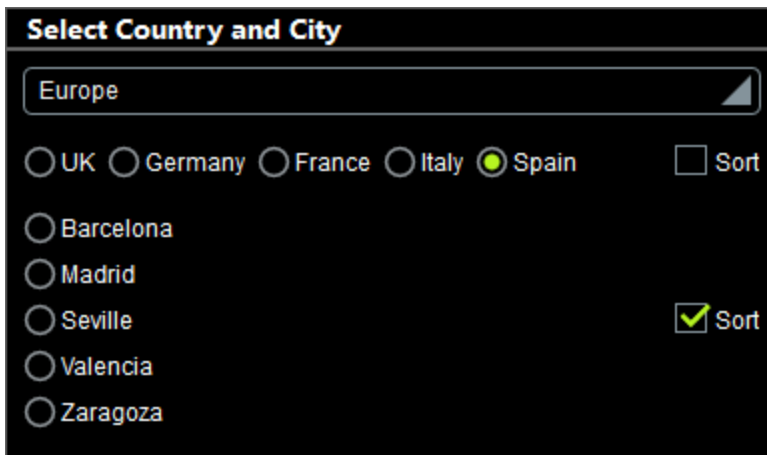 Select Country and City
Europe
UK Germany France Italy Spain Sort
Barcelona
Madrid
Seville Sort
Valencia
Zaragoza